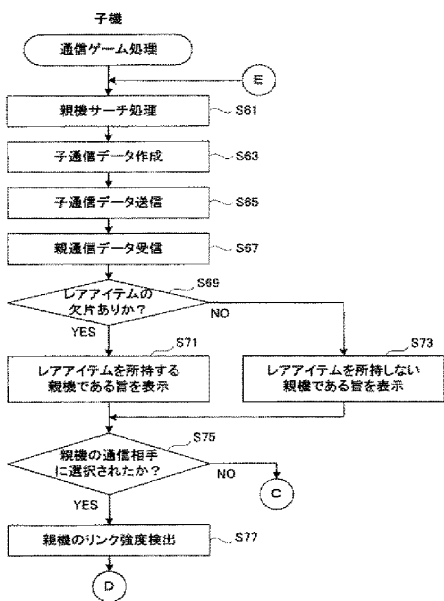 子機
通信ゲーム処理
E
親機サーチ処理
S61
子通信データ作成
S63
子通信データ送信
S65
親通信データ受信
S67
レアアイテムの
欠片ありか？
S69
YES
NO
レアアイテムを所持する
親機である旨を表示
S71
レアアイテムを所持しない
親機である旨を表示
S73
親機の通信相手
に選択されたか？
S75
YES
NO
C
親機のリンク強度検出
S77
D